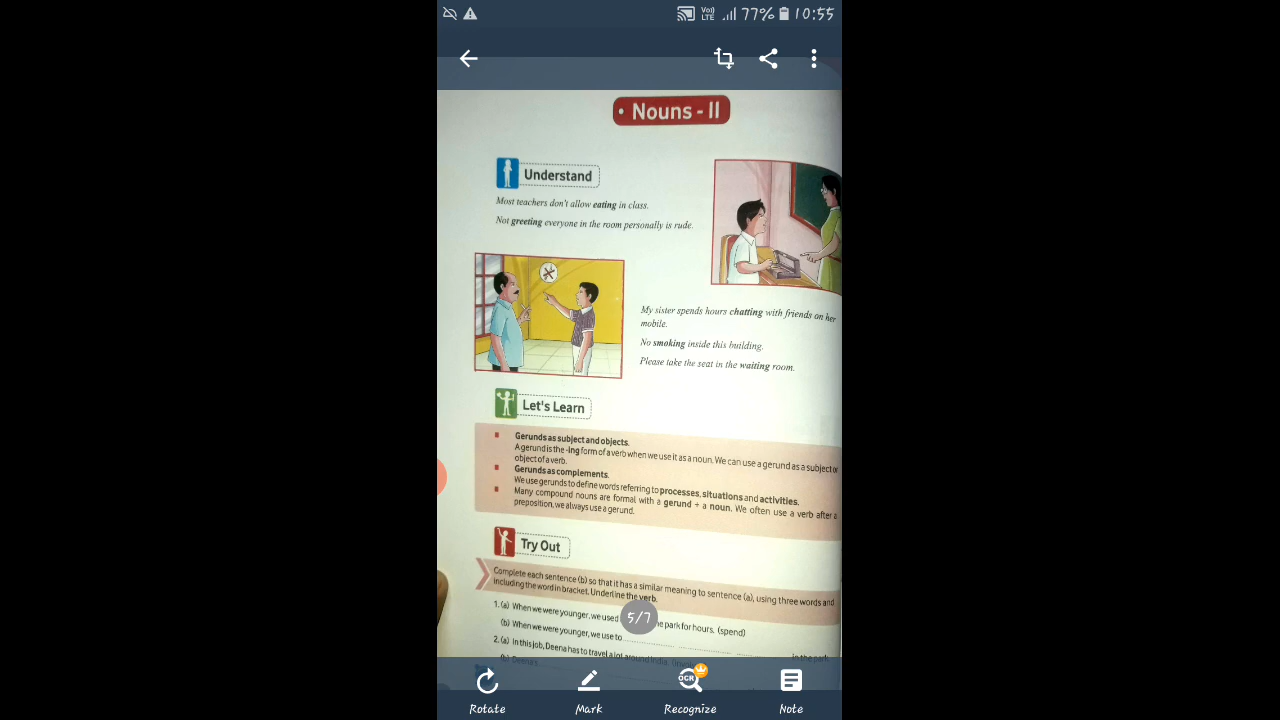 77% 10:55
• Nouns - II
Understand
Most teachers don't allow eating in class.
Not greeting everyone in the room personally is rude.
My sister spends hours chatting with friends on her
mobile.
No smoking inside this building.
Please take the seat in the waiting room.
Let's Learn
Gerunds as subject and objects.
A gerund is the -ing form of a verb when we use it as a noun. We can use a gerund as a subject or
object of a verb.
Gerunds as complements.
We use gerunds to define words referring to processes, situations and activities.
Many compound nouns are formal with a gerund + a noun. We often use a verb after a
preposition, we always use a gerund.
Try Out
Complete each sentence (b) so that it has a similar meaning to sentence (a), using three words and
including the word in bracket. Underline the verb.
1. (a) When we were younger, we used park for hours. (spend)
5/7
(b) When we were younger, we use to in the park
2. (a) In this job, Deena has to travel a lot around India.
(b) Deena's
OCR
Rotate Mark Recognize Note